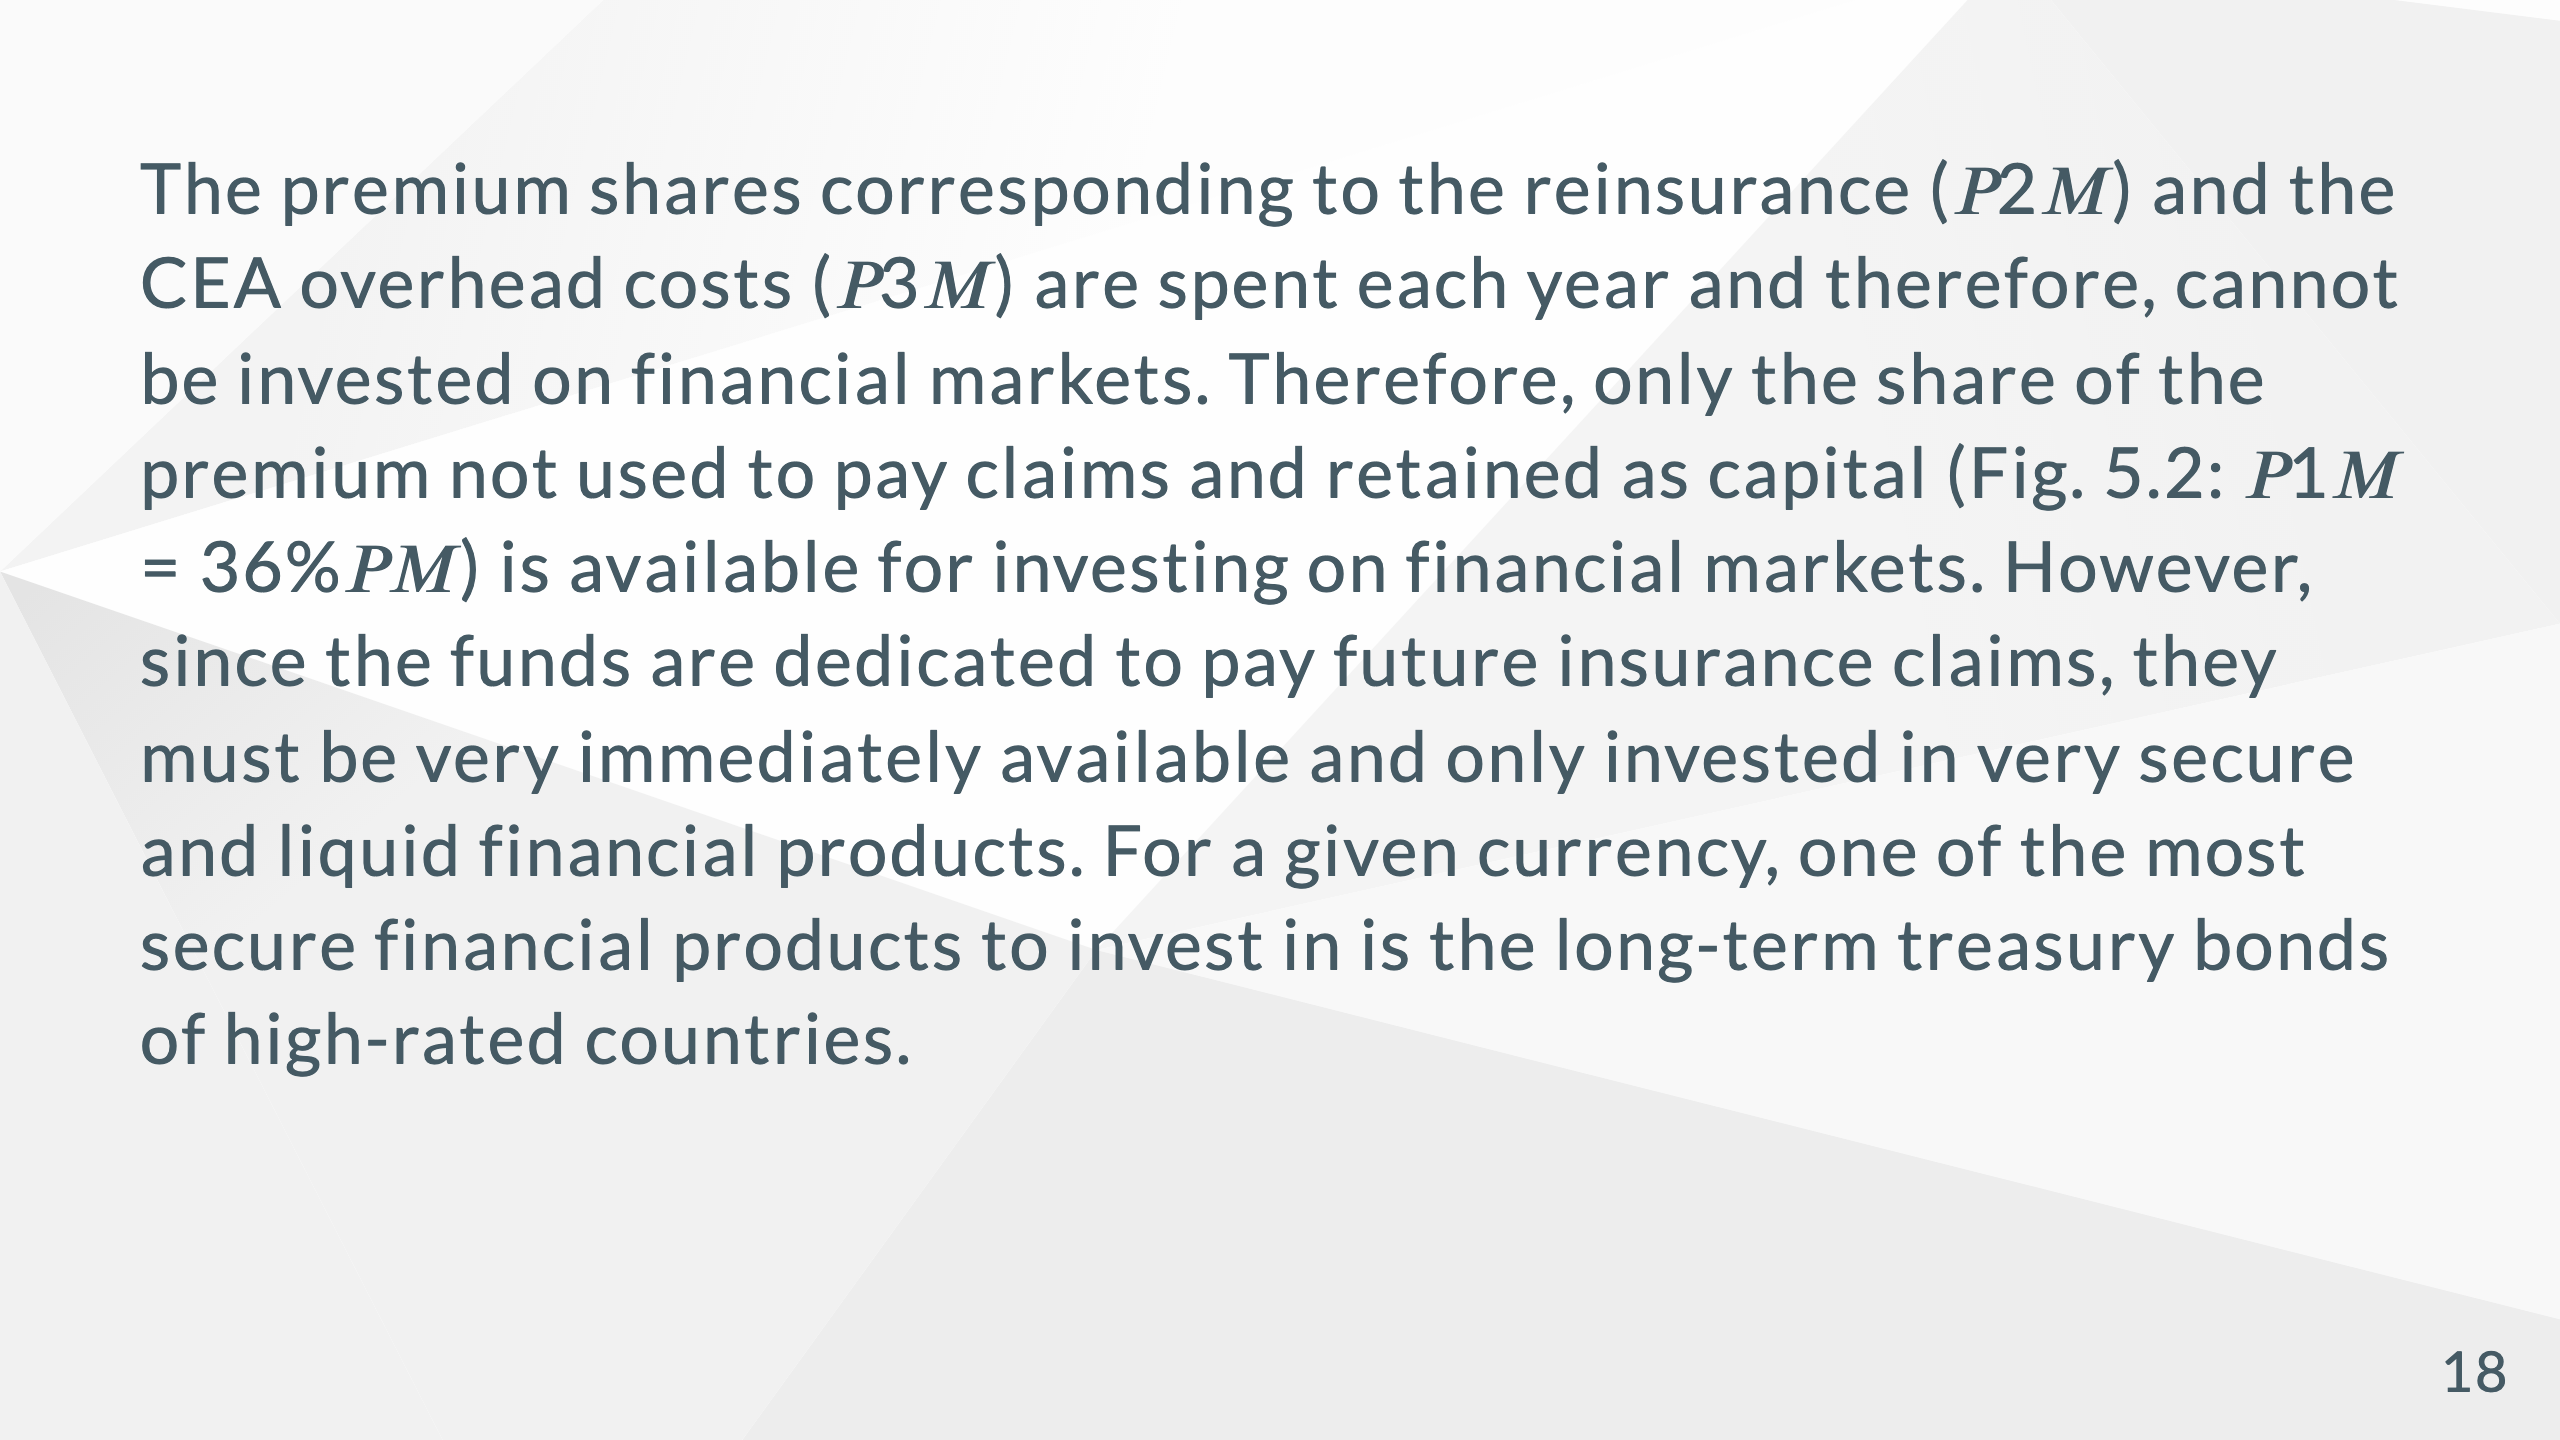 The premium shares corresponding to the reinsurance (𝑃2𝑀) and the
CEA overhead costs (𝑃3𝑀) are spent each year and therefore, cannot
be invested on financial markets. Therefore, only the share of the
premium not used to pay claims and retained as capital (Fig. 5.2: 𝑃1𝑀
= 36%𝑃𝑀) is available for investing on financial markets. However,
since the funds are dedicated to pay future insurance claims, they
must be very immediately available and only invested in very secure
and liquid financial products. For a given currency, one of the most
secure financial products to invest in is the long-term treasury bonds
of high-rated countries.
18